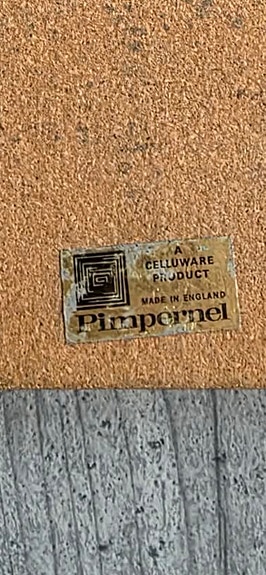 A
CELLUWARE
PRODUCT
MADE IN ENGLAND
Pimpernel